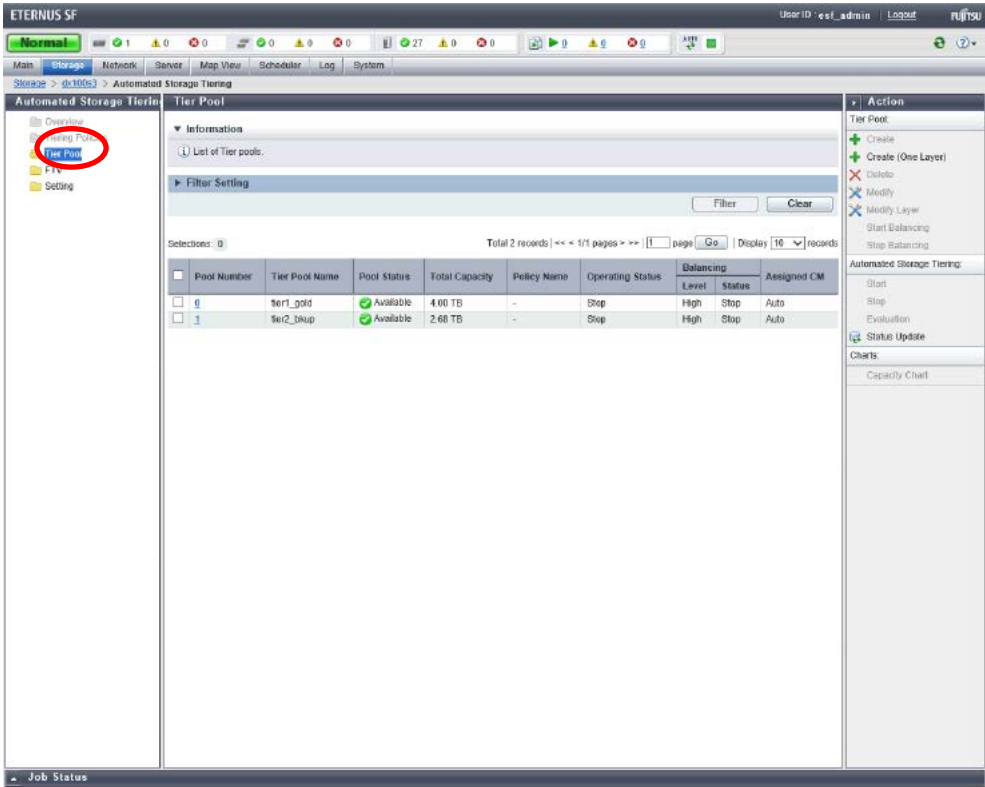 ETERNUS SF
User ID : esf_admin | Logout FUJITSU
Normal 1 0 0 0 0 0 27 0 0 0 0 0
Main Storage Network Server Map View Scheduler Log System
Storage > dx100s3 > Automated Storage Tiering
Automated Storage Tierin
Overview
Tiering Polic
Tier Pool
FTV
Setting
Tier Pool
Information
List of Tier pools.
Filter Setting
Filter Clear
Selections: 0 Total 2 records | << < 1/1 pages > >> | 1 page Go | Display 10 records
Pool Number Tier Pool Name Pool Status Total Capacity Policy Name Operating Status Balancing Assigned CM
Level Status
0 tier1_gold Available 4.00 TB - Stop High Stop Auto
1 tier2_bkup Available 2.68 TB - Stop High Stop Auto
Action
Tier Pool:
Create
Create (One Layer)
Delete
Modify
Modify Layer
Start Balancing
Stop Balancing
Automated Storage Tiering:
Start
Stop
Evaluation
Status Update
Charts:
Capacity Chart
Job Status